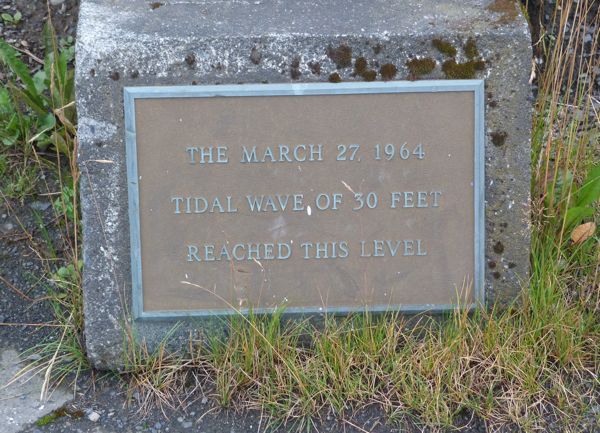 THE MARCH 27, 1964
TIDAL WAVE OF 30 FEET
REACHED THIS LEVEL